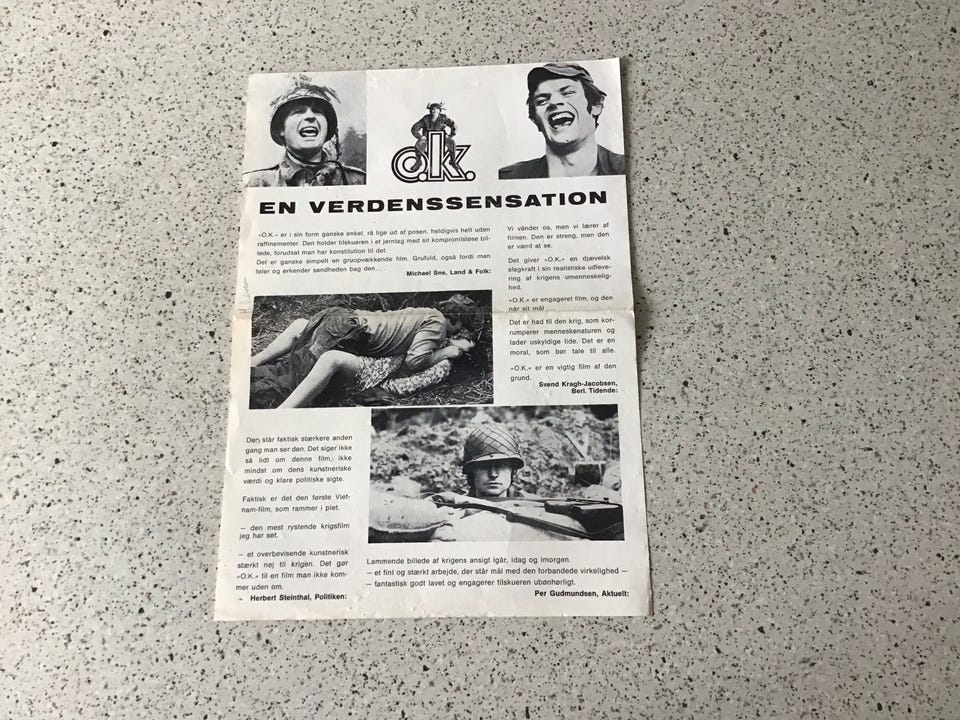 o.k.
EN VERDENSSENSATION
»O.K.» er i sin form ganske enkel, rå lige ud af posen, heldigvis helt uden
raffinementer. Den holder tilskueren i et jerntag med sit kompromisløse bil-
lede, forudsat man har konstitution til det.
Det er ganske simpelt en gruopvækkende film. Grufuld, også fordi man
føler og erkender sandheden bag den...
Michael Sne, Land & Folk:
Vi vånder os, men vi lærer af
filmen. Den er streng, men den
er værd at se.
Det giver »O.K.» en djævelsk
slagkraft i sin realistiske udleve-
ring af krigens umenneskelig-
hed.
»O.K.» er engageret film, og den
når sit mål...
Det er had til den krig, som kor-
rumperer menneskenaturen og
lader uskyldige lide. Det er en
moral, som bør tale til alle.
»O.K.» er en vigtig film af den
grund.
Svend Kragh-Jacobsen,
Berl. Tidende:
Den står faktisk stærkere anden
gang man ser den. Det siger ikke
så lidt om denne film, ikke
mindst om dens kunstneriske
værdi og klare politiske sigte.
Faktisk er det den første Viet-
nam-film, som rammer i plet.
— den mest rystende krigsfilm
jeg har set.
— et overbevisende kunstnerisk
stærkt nej til krigen. Det gør
»O.K.» til en film man ikke kom-
mer uden om.
Herbert Steinthal, Politiken:
Lammende billede af krigens ansigt igår, idag og imorgen.
— et fint og stærkt arbejde, der står mål med den forbandede virkelighed —
— fantastisk godt lavet og engagerer tilskueren ubønhørligt.
Per Gudmundsen, Aktuelt: